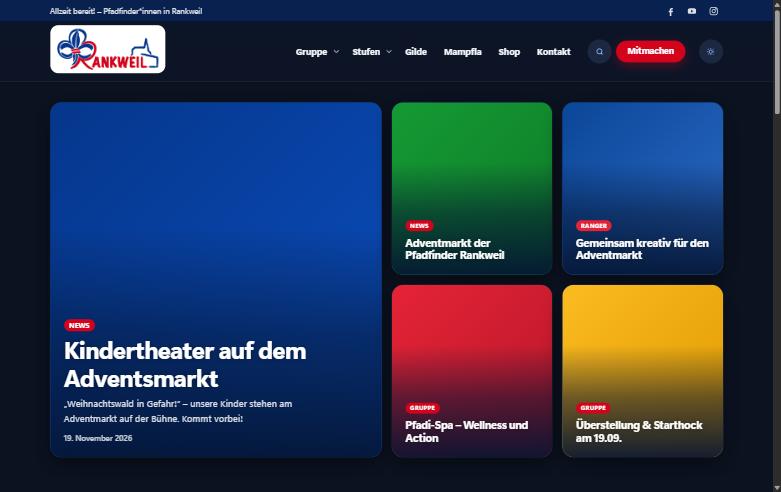 Allzeit bereit! – Pfadfinder*innen in Rankweil
RANKWEIL
Gruppe Stufen Gilde Mampfla Shop Kontakt Mitmachen
NEWS
Kindertheater auf dem
Adventsmarkt
„Weihnachtswald in Gefahr!“ – unsere Kinder stehen am
Adventmarkt auf der Bühne. Kommt vorbei!
19. November 2026
NEWS
Adventmarkt der
Pfadfinder Rankweil
RANGER
Gemeinsam kreativ für den
Adventmarkt
GRUPPE
Pfadi-Spa – Wellness und
Action
GRUPPE
Überstellung & Starthock
am 19.09.